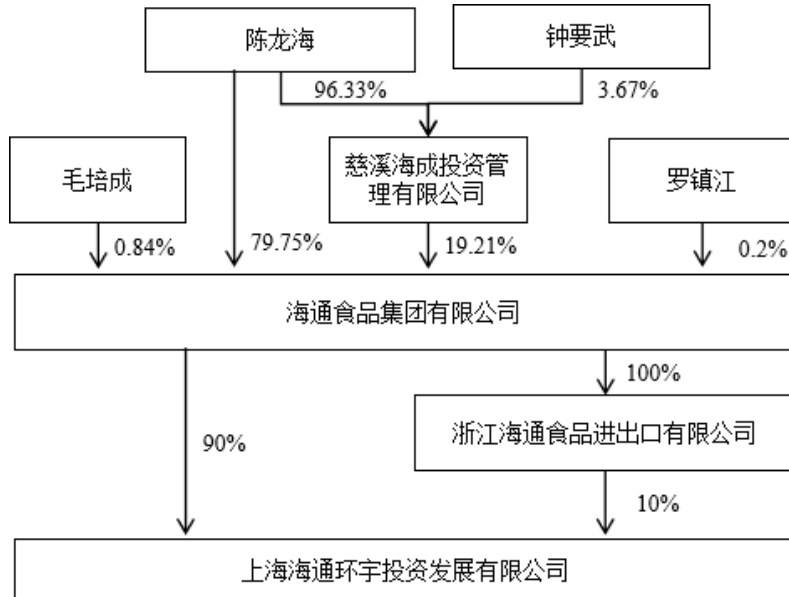 陈龙海
钟要武
96.33%
3.67%
毛培成
慈溪海成投资管
理有限公司
罗镇江
0.84%
79.75%
19.21%
0.2%
海通食品集团有限公司
100%
浙江海通食品进出口有限公司
90%
10%
上海海通环宇投资发展有限公司